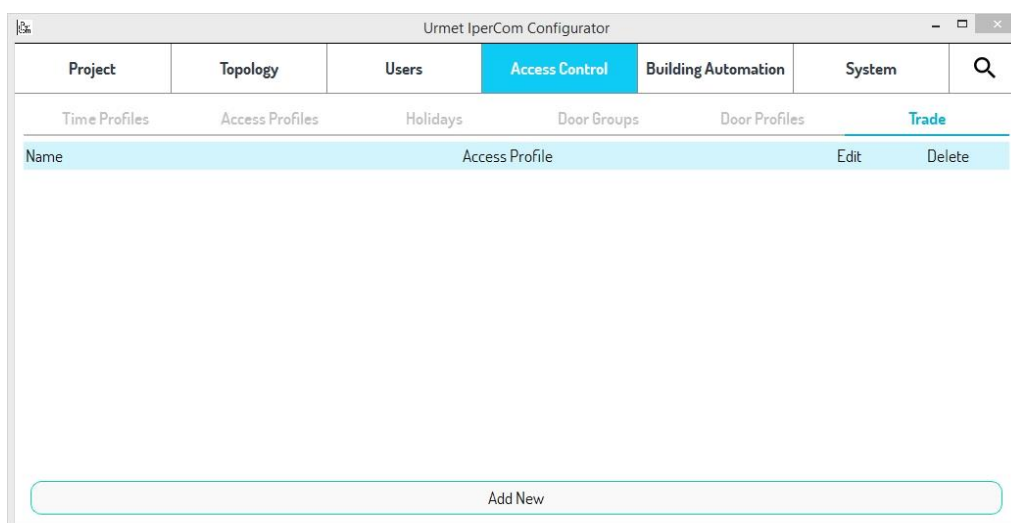 Urmet IperCom Configurator
Project Topology Users Access Control Building Automation System
Time Profiles Access Profiles Holidays Door Groups Door Profiles Trade
Name Access Profile Edit Delete
Add New